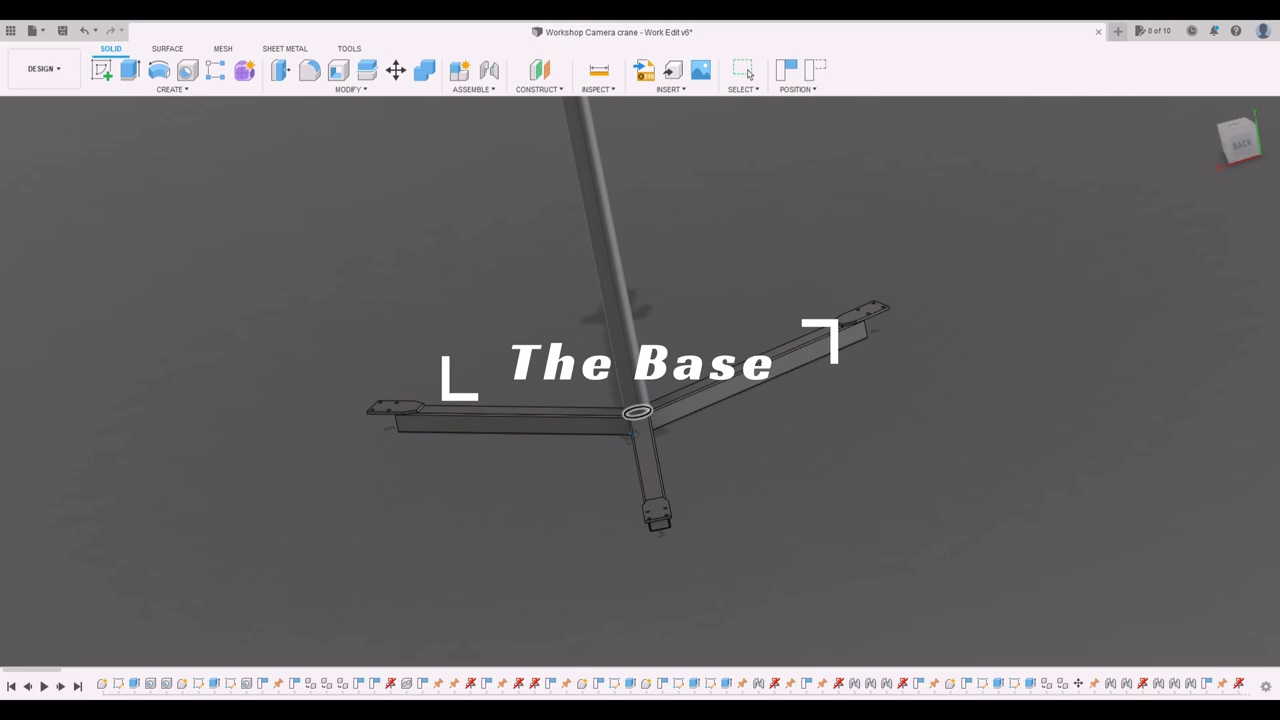 Workshop Camera crane - Work Edit v6*
8 of 10
DESIGN
SOLID
SURFACE
MESH
SHEET METAL
TOOLS
CREATE
MODIFY
ASSEMBLE
CONSTRUCT
INSPECT
INSERT
SELECT
POSITION
BACK
The Base